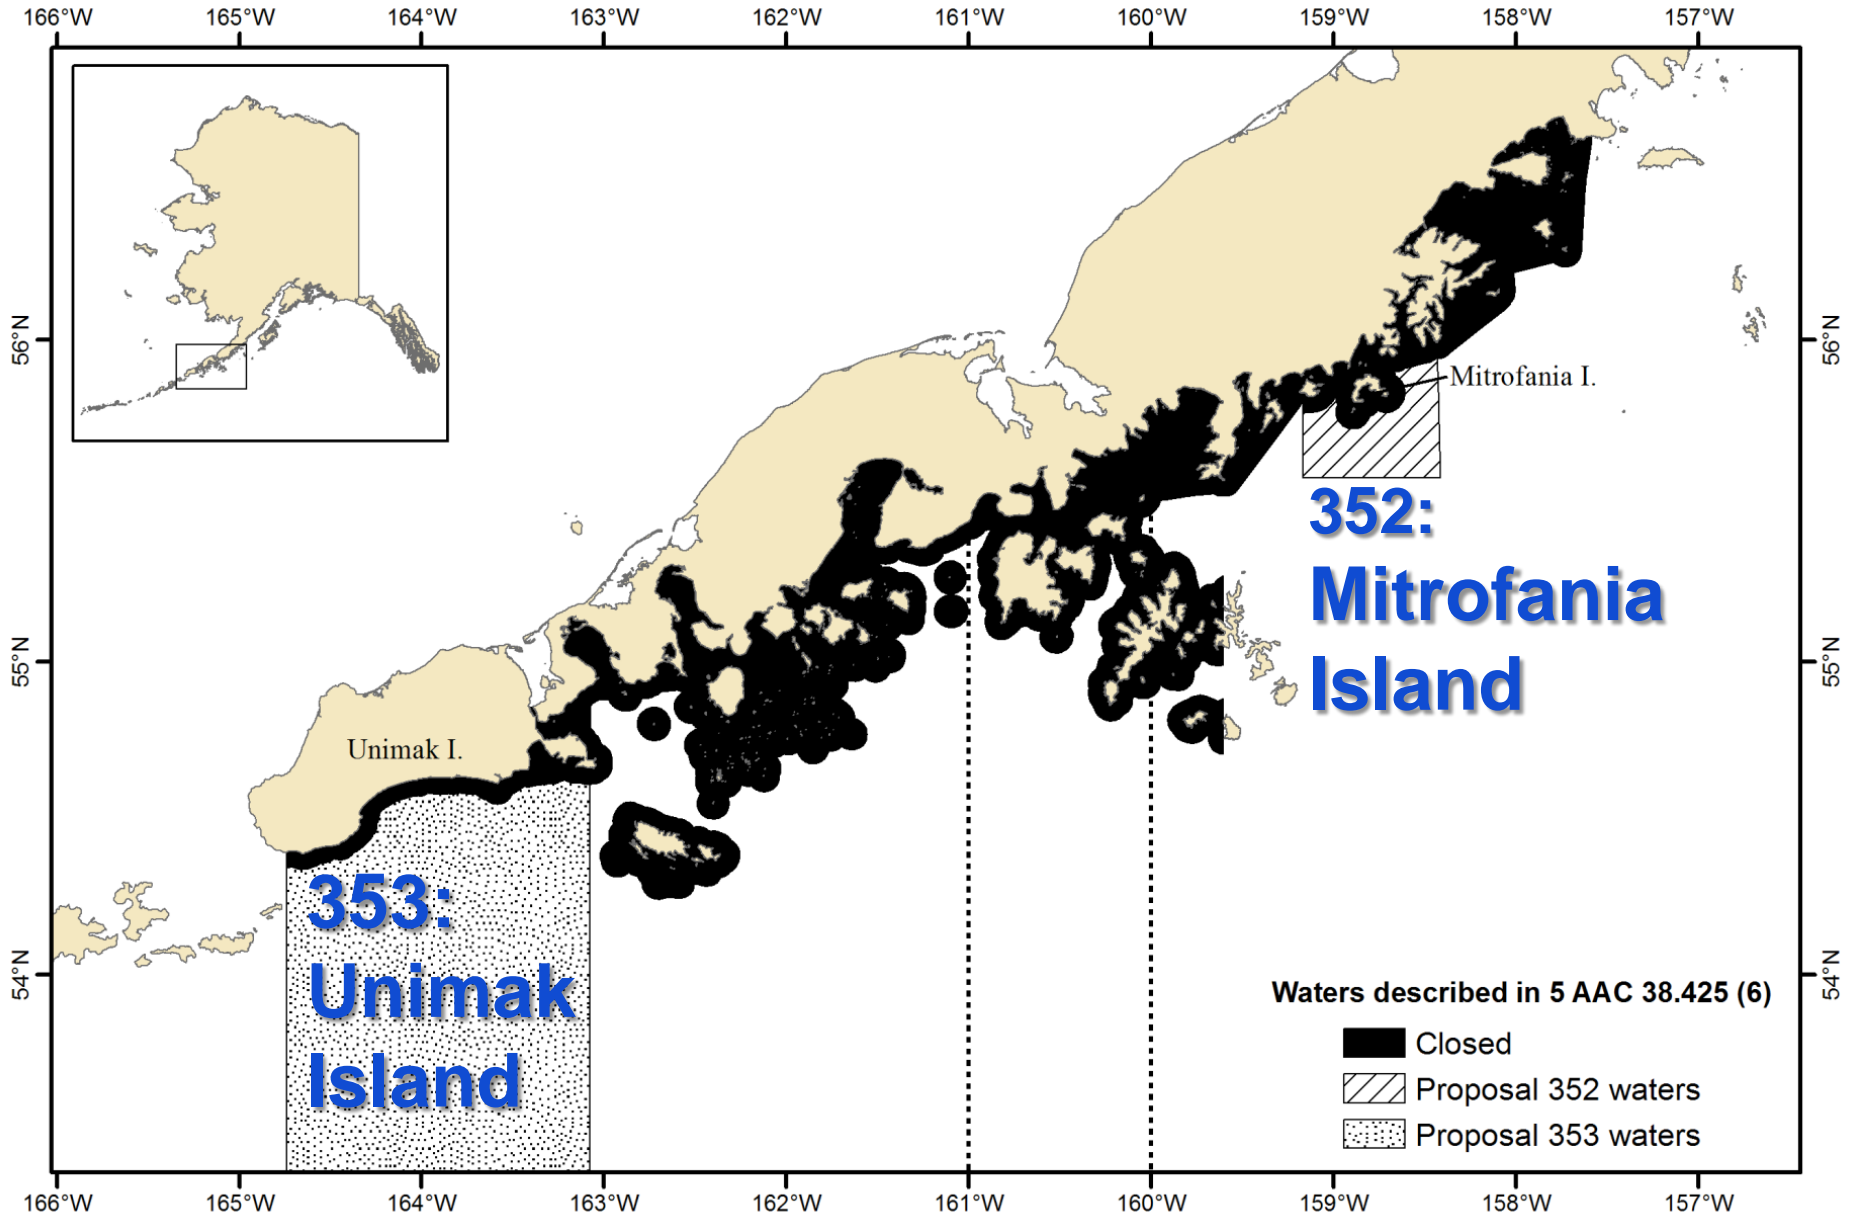 166°W 165°W 164°W 163°W 162°W 161°W 160°W 159°W 158°W 157°W
56°N
56°N
Mitrofania I.
352:
Mitrofania
Island
55°N
55°N
Unimak I.
353:
Unimak
Island
54°N
54°N
Waters described in 5 AAC 38.425 (6)
Closed
Proposal 352 waters
Proposal 353 waters
166°W 165°W 164°W 163°W 162°W 161°W 160°W 159°W 158°W 157°W